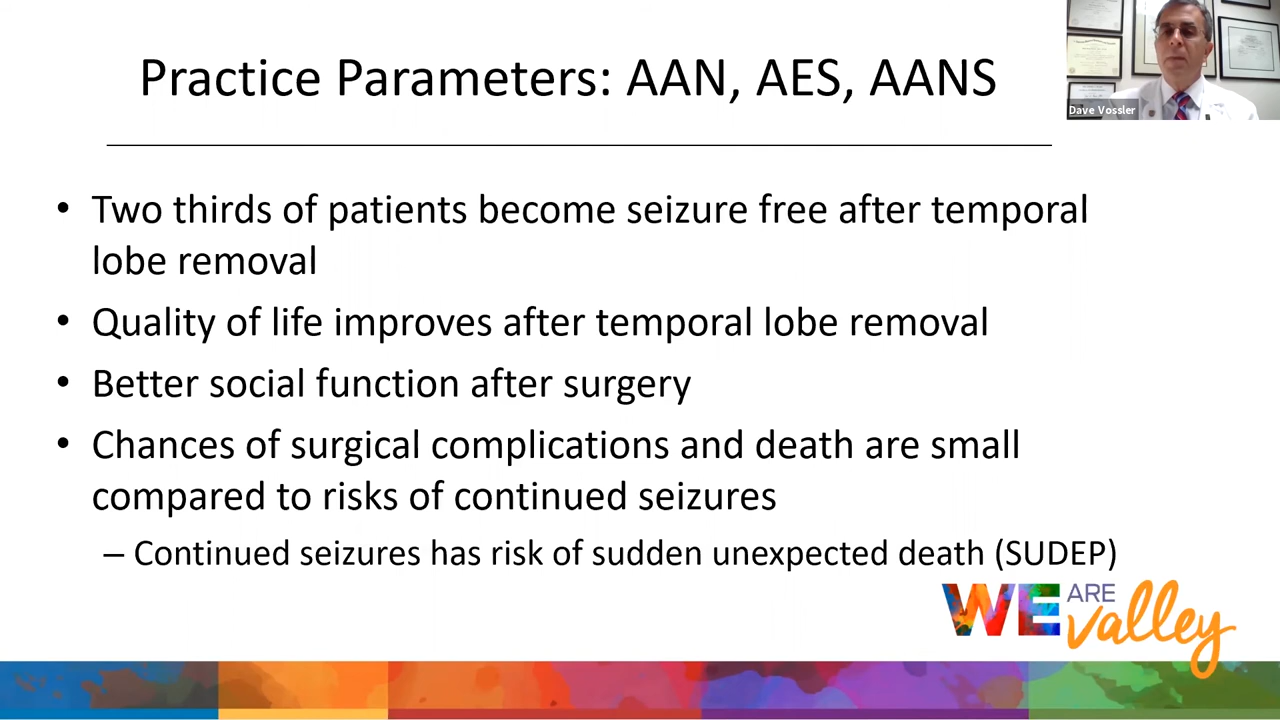 Practice Parameters: AAN, AES, AANS
Dave Vossler
• Two thirds of patients become seizure free after temporal
lobe removal
• Quality of life improves after temporal lobe removal
• Better social function after surgery
• Chances of surgical complications and death are small
compared to risks of continued seizures
– Continued seizures has risk of sudden unexpected death (SUDEP)
WE ARE valley